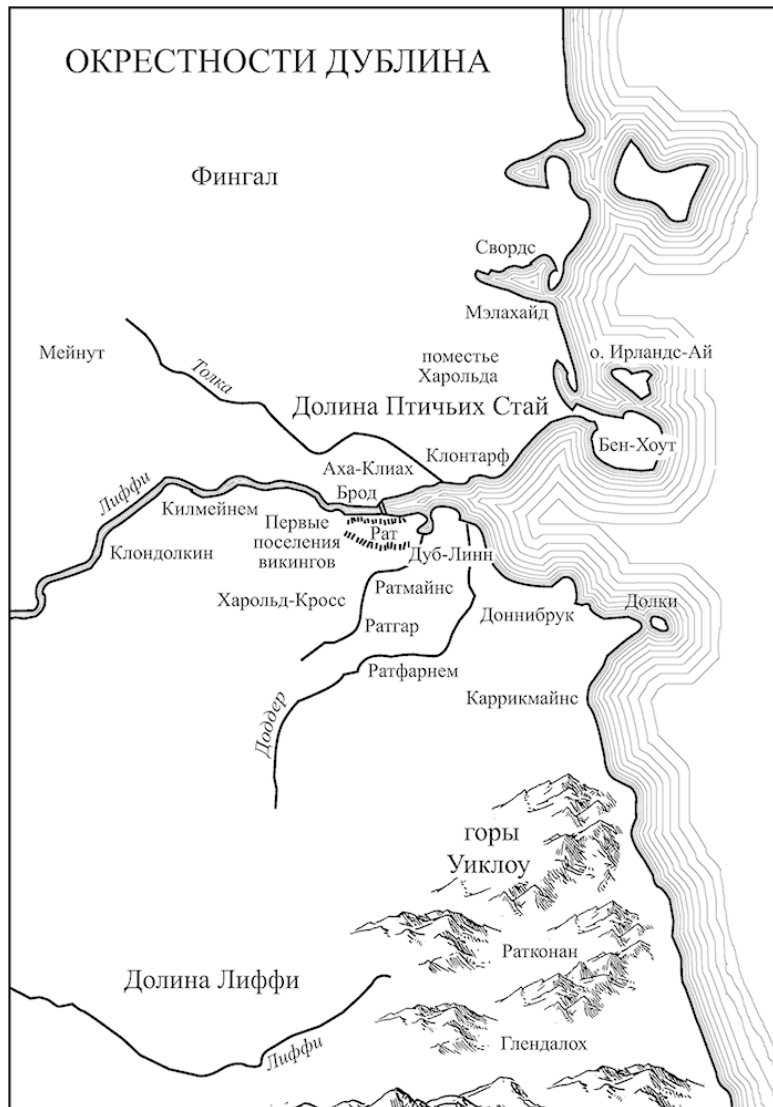 ОКРЕСТНОСТИ ДУБЛИНА
Фингал
Свордс
Мэлахайд
Мейнут
поместье
Харольда
о. Ирландс-Ай
Толка
Долина Птичьих Стай
Бен-Хоут
Клонтарф
Аха-Клиах
Брод
Лиффи
Килмейнем
Первые
поселения
викингов
Рат
Клондолкин
Дуб-Линн
Харольд-Кросс
Ратмайнс
Доннибрук
Долки
Ратгар
Ратфарнем
Каррикмайнс
Доддер
горы
Уиклоу
Ратконан
Долина Лиффи
Глендалох
Лиффи